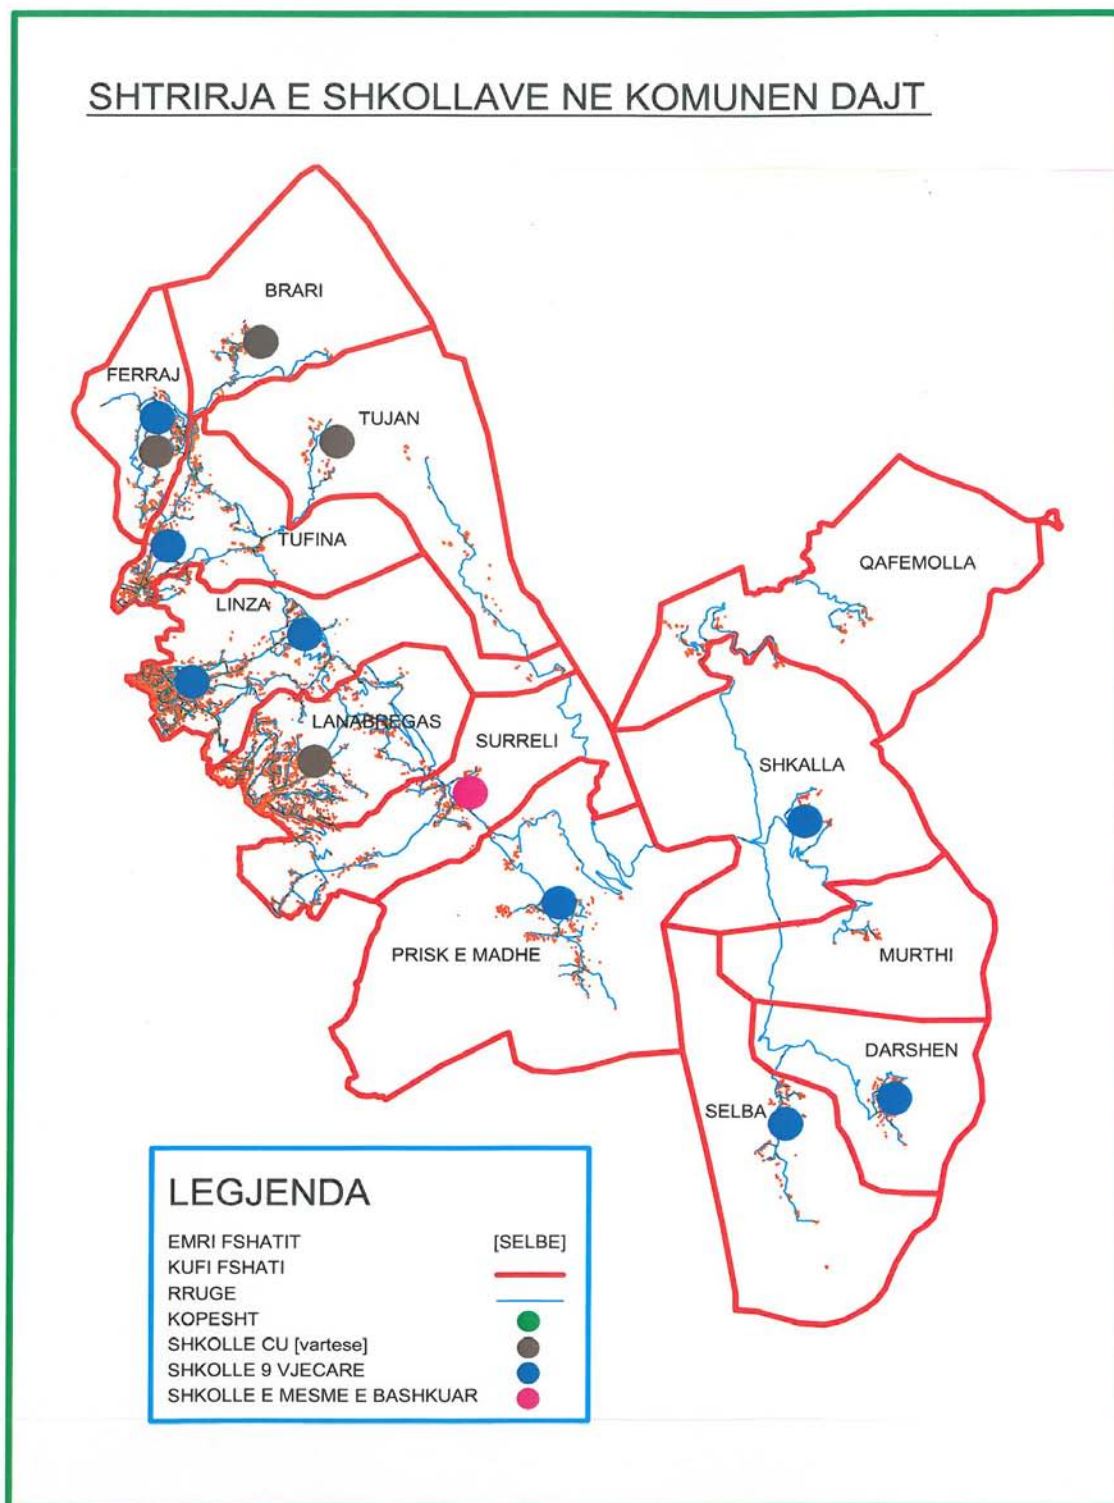 SHTRIRJA E SHKOLLAVE NE KOMUNEN DAJT
BRARI
FERRAJ
TUJAN
TUFINA
QAFEMOLLA
LINZA
LANABREGAS
SURRELI
SHKALLA
PRISK E MADHE
MURTHI
DARSHEN
SELBA
LEGJENDA
EMRI FSHATIT [SELBE]
KUFI FSHATI
RRUGE
KOPESHT
SHKOLLE CU [vartese]
SHKOLLE 9 VJECARE
SHKOLLE E MESME E BASHKUAR